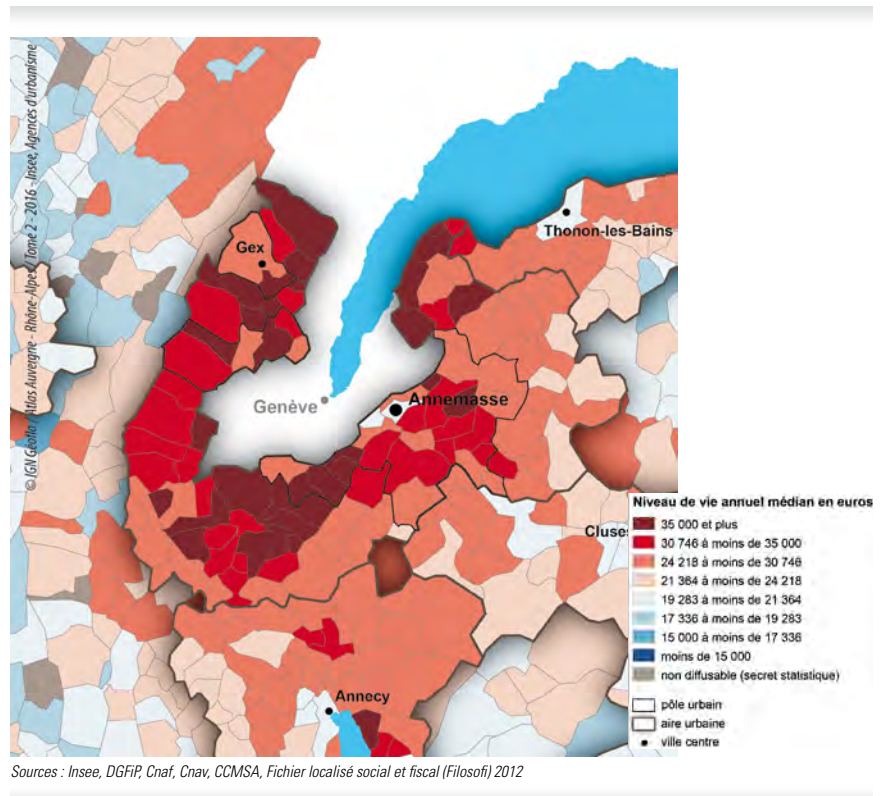 © IGN Géofla / Atlas Auvergne - Rhône-Alpes / Tome 2 - 2016 - Insee, Agences d'urbanisme
Thonon-les-Bains
Gex
Genève
Annemasse
Cluses
Annecy
Niveau de vie annuel médian en euros
35 000 et plus
30 746 à moins de 35 000
24 218 à moins de 30 746
21 364 à moins de 24 218
19 283 à moins de 21 364
17 336 à moins de 19 283
15 000 à moins de 17 336
moins de 15 000
non diffusable (secret statistique)
pôle urbain
aire urbaine
ville centre
Sources : Insee, DGFiP, Cnaf, Cnav, CCMSA, Fichier localisé social et fiscal (Filosofi) 2012